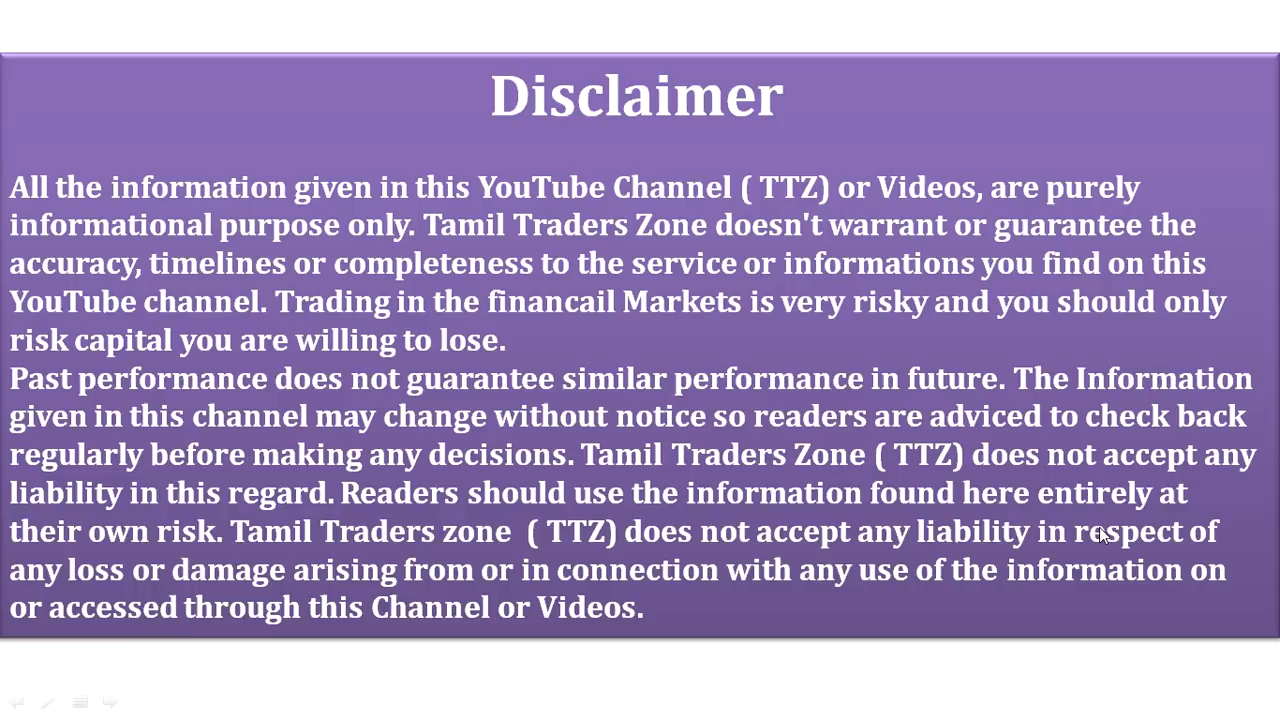 Disclaimer
All the information given in this YouTube Channel ( TTZ) or Videos, are purely
informational purpose only. Tamil Traders Zone doesn't warrant or guarantee the
accuracy, timelines or completeness to the service or informations you find on this
YouTube channel. Trading in the financail Markets is very risky and you should only
risk capital you are willing to lose.
Past performance does not guarantee similar performance in future. The Information
given in this channel may change without notice so readers are adviced to check back
regularly before making any decisions. Tamil Traders Zone ( TTZ) does not accept any
liability in this regard. Readers should use the information found here entirely at
their own risk. Tamil Traders zone  ( TTZ) does not accept any liability in respect of
any loss or damage arising from or in connection with any use of the information on
or accessed through this Channel or Videos.